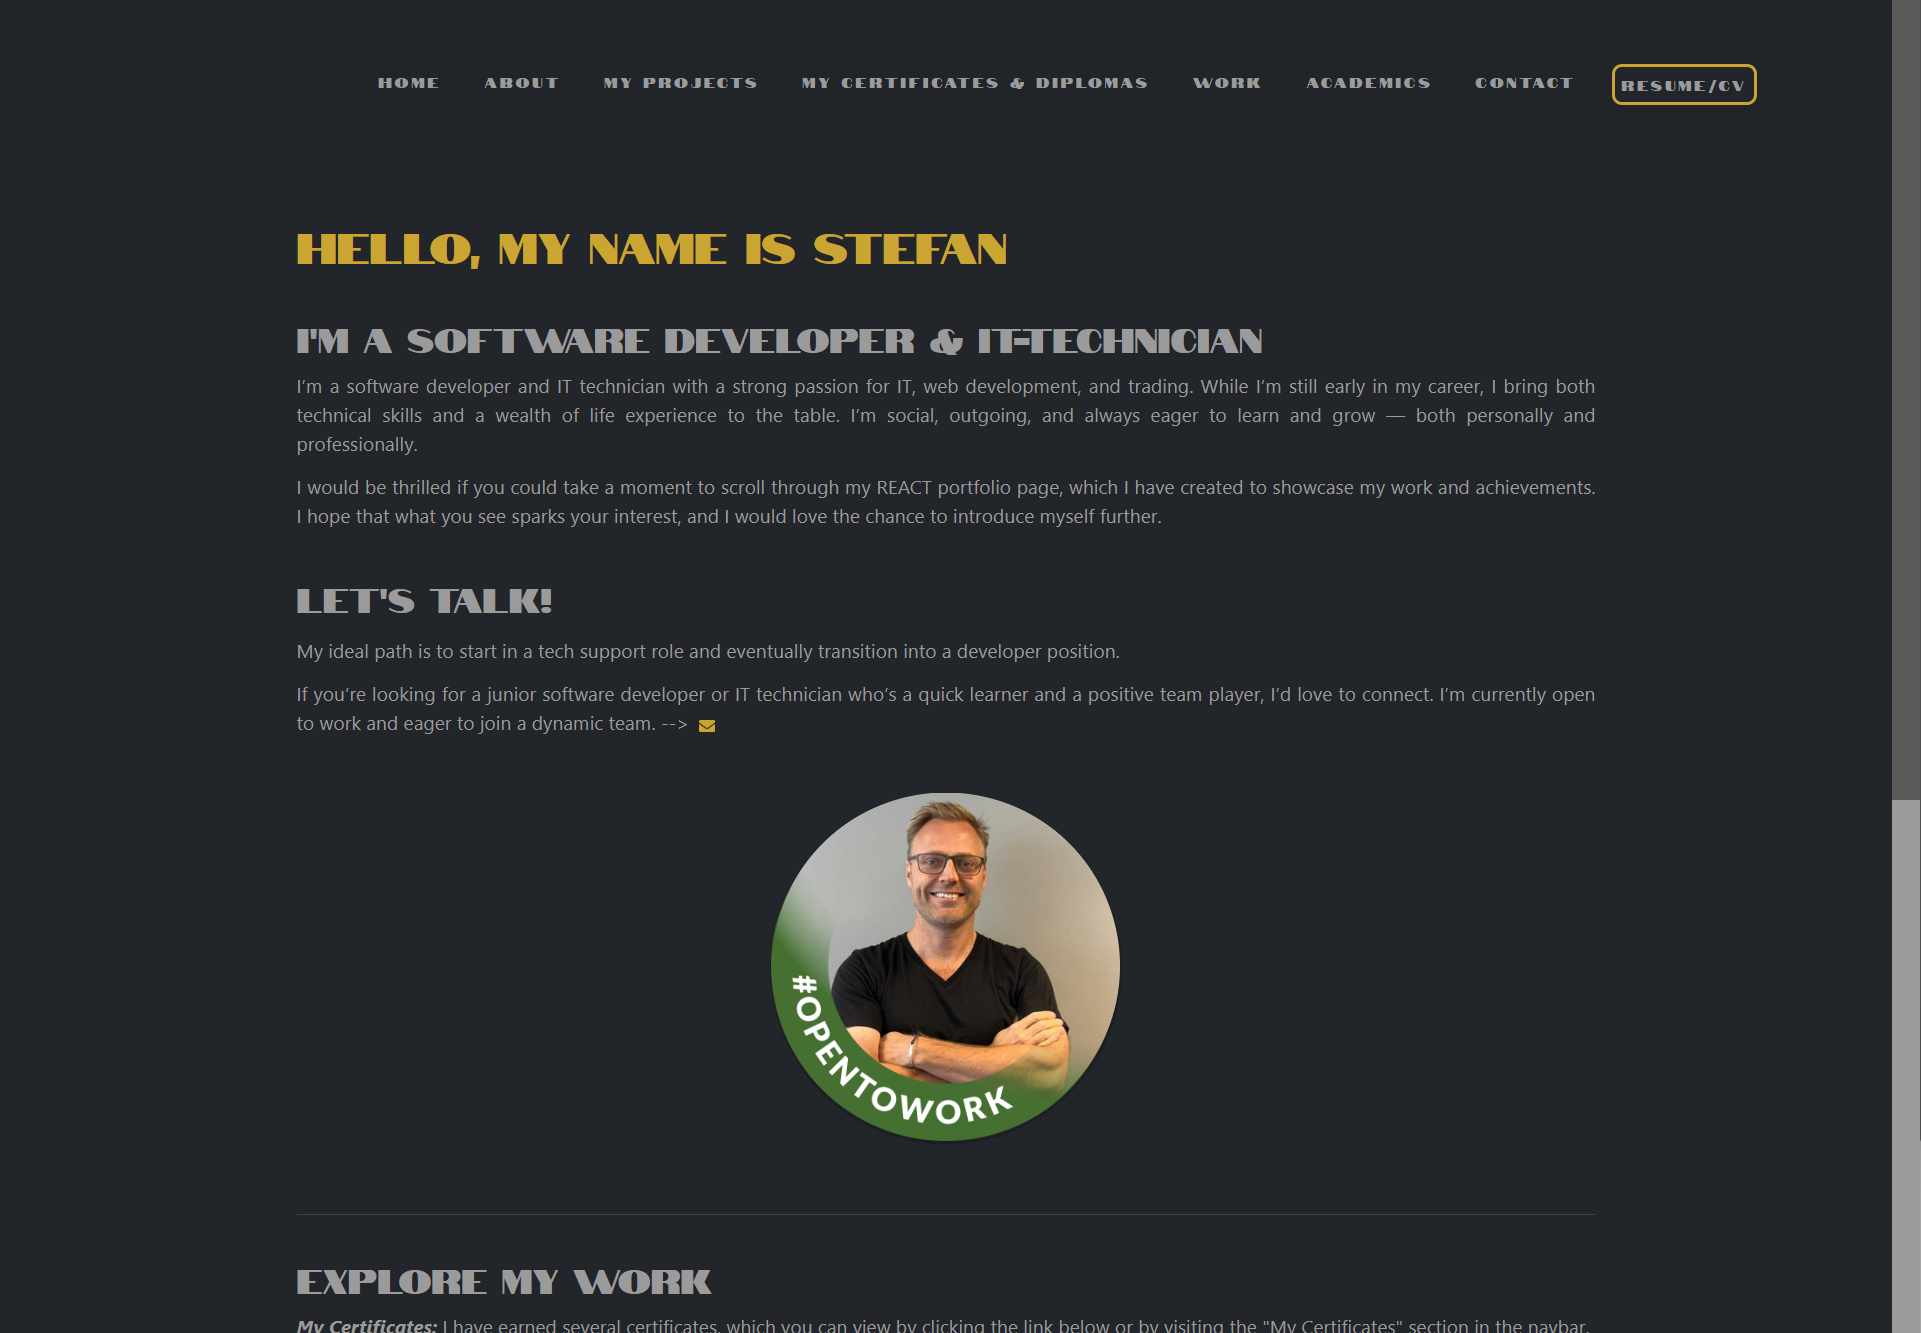 HOME ABOUT MY PROJECTS MY CERTIFICATES & DIPLOMAS WORK ACADEMICS CONTACT RESUME/CV
HELLO, MY NAME IS STEFAN
I'M A SOFTWARE DEVELOPER & IT-TECHNICIAN
I’m a software developer and IT technician with a strong passion for IT, web development, and trading. While I’m still early in my career, I bring both
technical skills and a wealth of life experience to the table. I’m social, outgoing, and always eager to learn and grow — both personally and
professionally.
I would be thrilled if you could take a moment to scroll through my REACT portfolio page, which I have created to showcase my work and achievements.
I hope that what you see sparks your interest, and I would love the chance to introduce myself further.
LET'S TALK!
My ideal path is to start in a tech support role and eventually transition into a developer position.
If you’re looking for a junior software developer or IT technician who’s a quick learner and a positive team player, I’d love to connect. I’m currently open
to work and eager to join a dynamic team. -->
#OPENTOWORK
EXPLORE MY WORK
My Certificates: I have earned several certificates, which you can view by clicking the link below or by visiting the "My Certificates" section in the navbar.